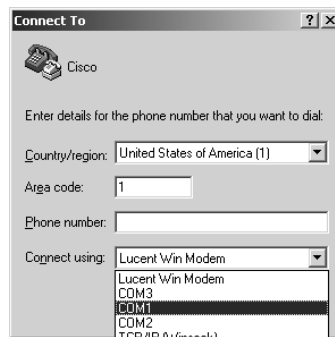 Connect To
Cisco
Enter details for the phone number that you want to dial:
Country/region: United States of America (1)
Area code: 1
Phone number:
Connect using: Lucent Win Modem
Lucent Win Modem
COM3
COM1
COM2